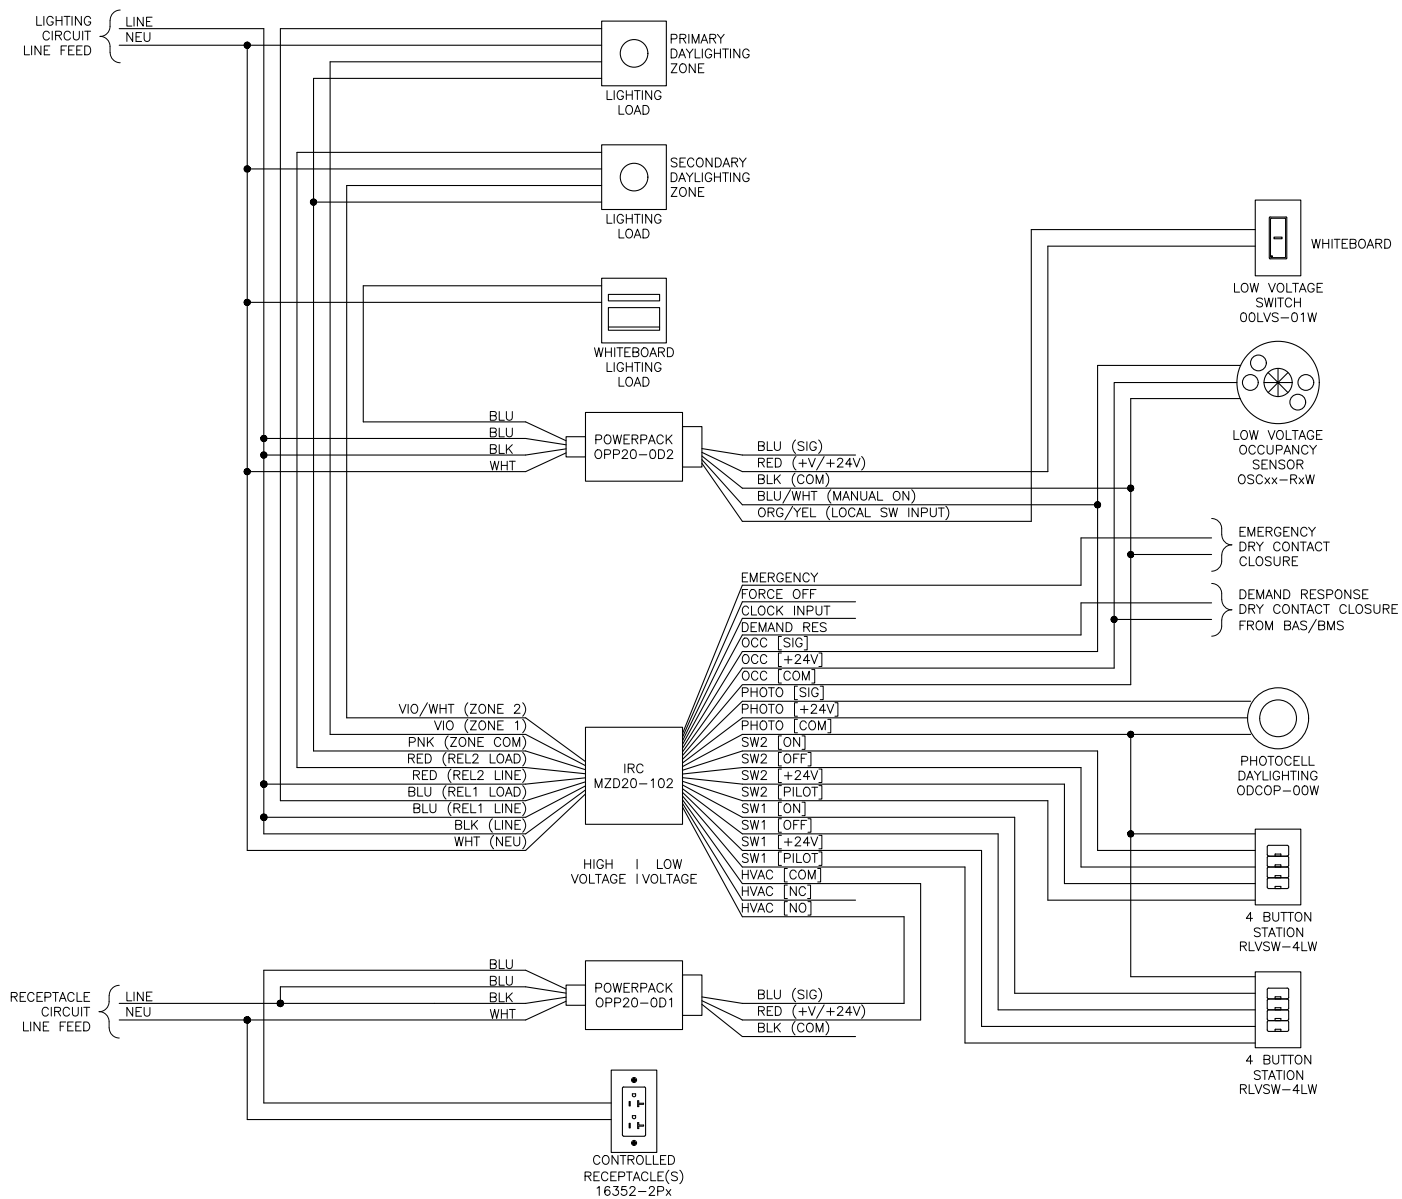 LIGHTING
CIRCUIT
LINE FEED
LINE
NEU
PRIMARY
DAYLIGHTING
ZONE
LIGHTING
LOAD
SECONDARY
DAYLIGHTING
ZONE
LIGHTING
LOAD
WHITEBOARD
LOW VOLTAGE
SWITCH
OOLVS-01W
WHITEBOARD
LIGHTING
LOAD
BLU
BLU
BLK
WHT
POWERPACK
OPP20-0D2
BLU (SIG)
RED (+V/+24V)
BLK (COM)
BLU/WHT (MANUAL ON)
ORG/YEL (LOCAL SW INPUT)
LOW VOLTAGE
OCCUPANCY
SENSOR
OSCxx-RxW
EMERGENCY
DRY CONTACT
CLOSURE
DEMAND RESPONSE
DRY CONTACT CLOSURE
FROM BAS/BMS
EMERGENCY
FORCE OFF
CLOCK INPUT
DEMAND RES
OCC [SIG]
OCC [+24V]
OCC [COM]
PHOTO [SIG]
PHOTO [+24V]
PHOTO [COM]
SW2 [ON]
SW2 [OFF]
SW2 [+24V]
SW2 [PILOT]
SW1 [ON]
SW1 [OFF]
SW1 [+24V]
SW1 [PILOT]
HVAC [COM]
HVAC [NC]
HVAC [NO]
VIO/WHT (ZONE 2)
VIO (ZONE 1)
PNK (ZONE COM)
RED (REL2 LOAD)
RED (REL2 LINE)
BLU (REL1 LOAD)
BLU (REL1 LINE)
BLK (LINE)
WHT (NEU)
IRC
MZD20-102
HIGH | LOW
VOLTAGE | VOLTAGE
PHOTOCELL
DAYLIGHTING
ODCOP-00W
4 BUTTON
STATION
RLVSW-4LW
4 BUTTON
STATION
RLVSW-4LW
RECEPTACLE
CIRCUIT
LINE FEED
LINE
NEU
BLU
BLU
BLK
WHT
POWERPACK
OPP20-0D1
BLU (SIG)
RED (+V/+24V)
BLK (COM)
CONTROLLED
RECEPTACLE(S)
16352-2Px